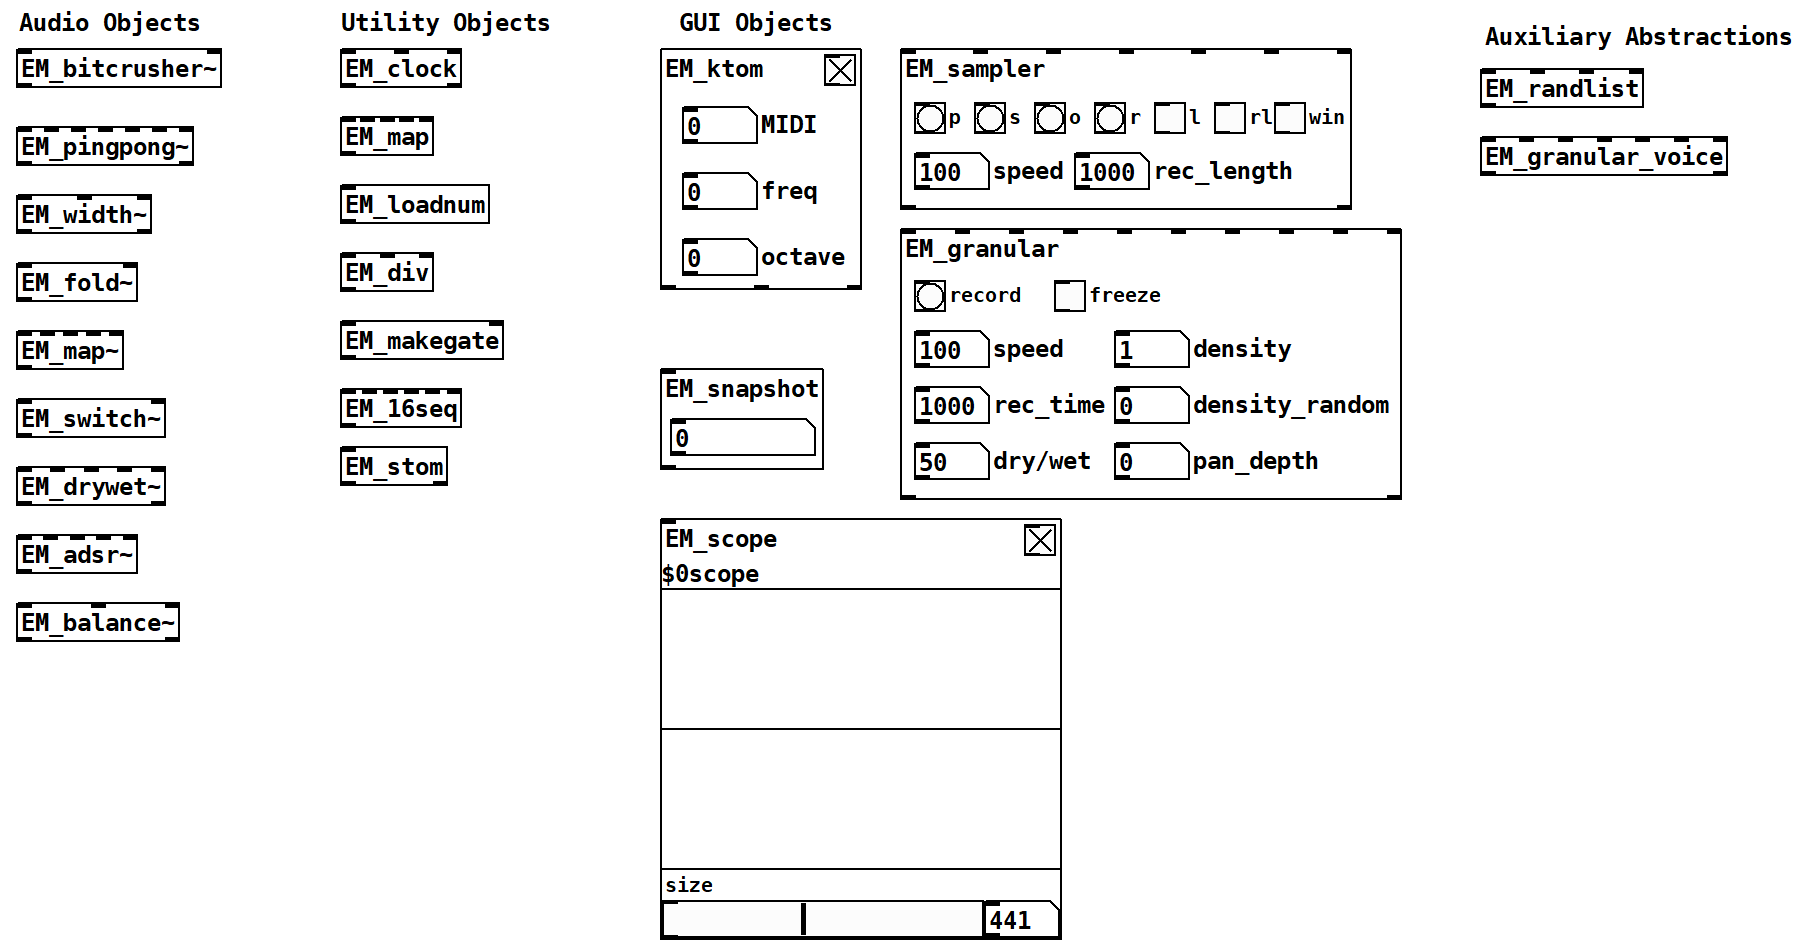 Audio Objects
EM_bitcrusher~
EM_pingpong~
EM_width~
EM_fold~
EM_map~
EM_switch~
EM_drywet~
EM_adsr~
EM_balance~
Utility Objects
EM_clock
EM_map
EM_loadnum
EM_div
EM_makegate
EM_16seq
EM_stom
GUI Objects
EM_ktom
0 MIDI
0 freq
0 octave
EM_snapshot
0
EM_sampler
p s o r l rl win
100 speed 1000 rec_length
EM_granular
record freeze
100 speed 1 density
1000 rec_time 0 density_random
50 dry/wet 0 pan_depth
EM_scope
$0scope
size
441
Auxiliary Abstractions
EM_randlist
EM_granular_voice